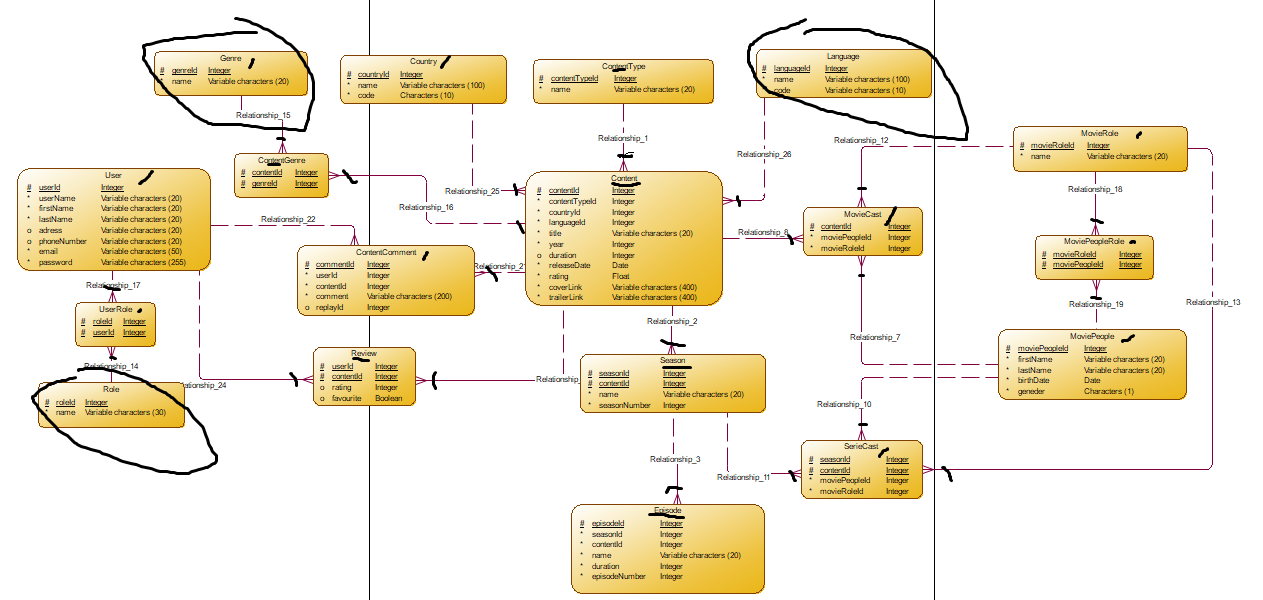 Genre
# genreId Integer
* name Variable characters (20)
Relationship_15
Country
# countryId Integer
* name Variable characters (100)
* code Characters (10)
ContentType
# contentTypeId Integer
* name Variable characters (20)
Relationship_1
Language
# languageId Integer
* name Variable characters (100)
* code Variable characters (10)
Relationship_26
Relationship_12
MovieRole
# movieRoleId Integer
* name Variable characters (20)
Relationship_18
ContentGenre
# contentId Integer
# genreId Integer
Relationship_16
Relationship_25
User
# userId Integer
* userName Variable characters (20)
* firstName Variable characters (20)
* lastName Variable characters (20)
o adress Variable characters (20)
o phoneNumber Variable characters (20)
* email Variable characters (50)
* password Variable characters (255)
Relationship_22
Content
# contentId Integer
* contentTypeId Integer
* countryId Integer
* languageId Integer
* title Variable characters (20)
* year Integer
o duration Integer
* releaseDate Date
* rating Float
* coverLink Variable characters (400)
* trailerLink Variable characters (400)
Relationship_8
MovieCast
# contentId Integer
* moviePeopleId Integer
* movieRoleId Integer
MoviePeopleRole
# movieRoleId Integer
# moviePeopleId Integer
ContentComment
# commentId Integer
* userId Integer
* contentId Integer
* comment Variable characters (200)
o replayId Integer
Relationship_21
Relationship_17
UserRole
# roleId Integer
# userId Integer
Relationship_14
Relationship_2
Relationship_7
Relationship_19
Relationship_13
MoviePeople
# moviePeopleId Integer
* firstName Variable characters (20)
* lastName Variable characters (20)
* birthDate Date
* geneder Characters (1)
Review
# userId Integer
# contentId Integer
o rating Integer
o favourite Boolean
Relationship_
Season
# seasonId Integer
# contentId Integer
* name Variable characters (20)
* seasonNumber Integer
Role
# roleId Integer
* name Variable characters (30)
ationship_24
Relationship_10
SerieCast
# seasonId Integer
# contentId Integer
* moviePeopleId Integer
* movieRoleId Integer
Relationship_3
Relationship_11
Episode
# episodeId Integer
* seasonId Integer
* contentId Integer
* name Variable characters (20)
* duration Integer
* episodeNumber Integer